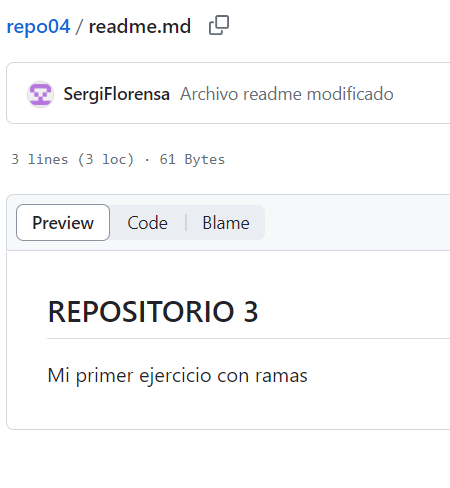 repo04 / readme.md
SergiFlorensa Archivo readme modificado
3 lines (3 loc) · 61 Bytes
Preview Code Blame
REPOSITORIO 3
Mi primer ejercicio con ramas